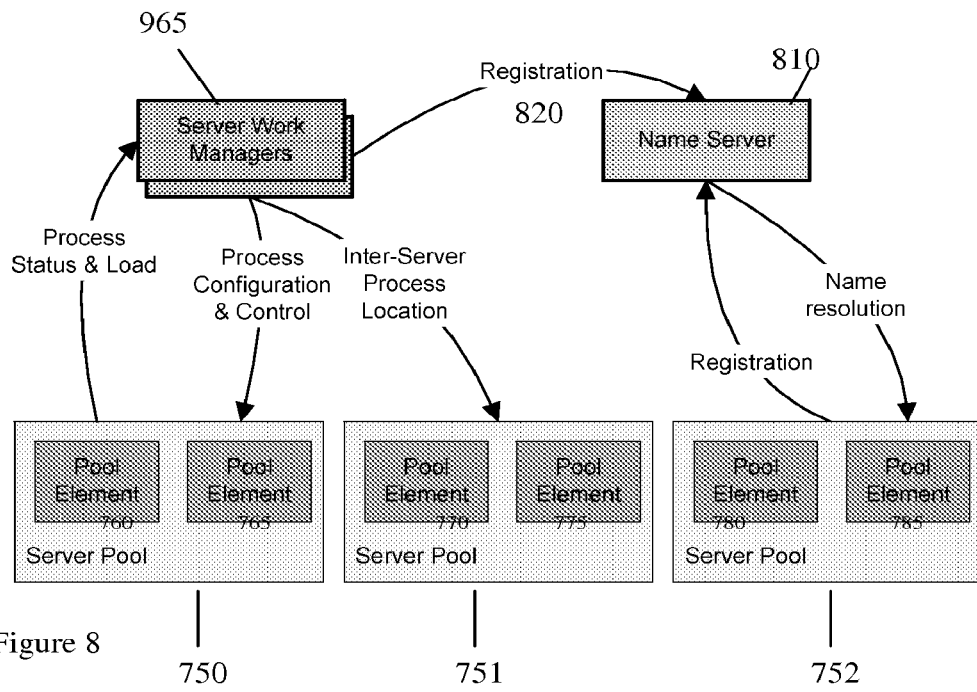 965
810
Registration
820
Server Work
Managers
Name Server
Process
Status & Load
Process
Configuration
& Control
Inter-Server
Process
Location
Name
resolution
Registration
Pool
Element
760
Pool
Element
765
Server Pool
Pool
Element
770
Pool
Element
775
Server Pool
Pool
Element
780
Pool
Element
785
Server Pool
Figure 8
750
751
752